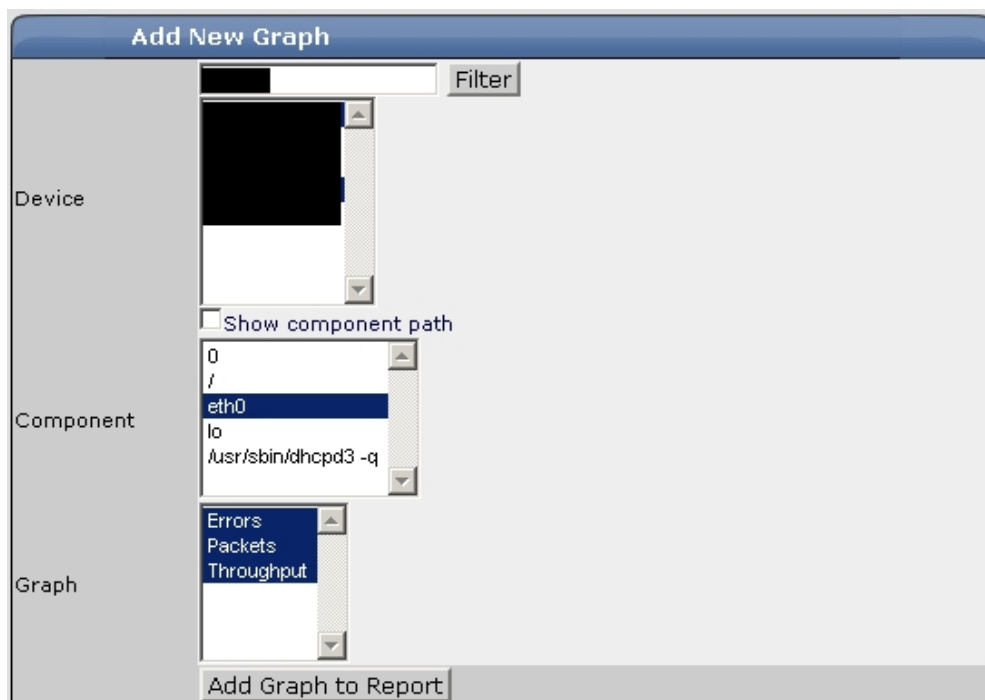 Add New Graph
Filter
Device
Show component path
Component
0
/
eth0
lo
/usr/sbin/dhcpd3 -q
Graph
Errors
Packets
Throughput
Add Graph to Report